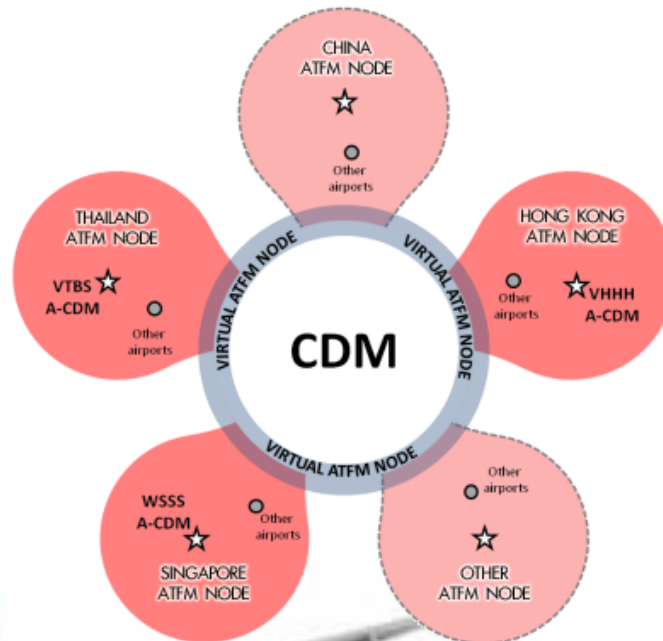 CHINA
ATFM NODE
Other
airports
THAILAND
ATFM NODE
VTBS
A-CDM
Other
airports
HONG KONG
ATFM NODE
Other
airports
VHHH
A-CDM
VIRTUAL ATFM NODE
VIRTUAL ATFM NODE
CDM
VIRTUAL ATFM NODE
WSSS
A-CDM
Other
airports
SINGAPORE
ATFM NODE
Other
airports
OTHER
ATFM NODE